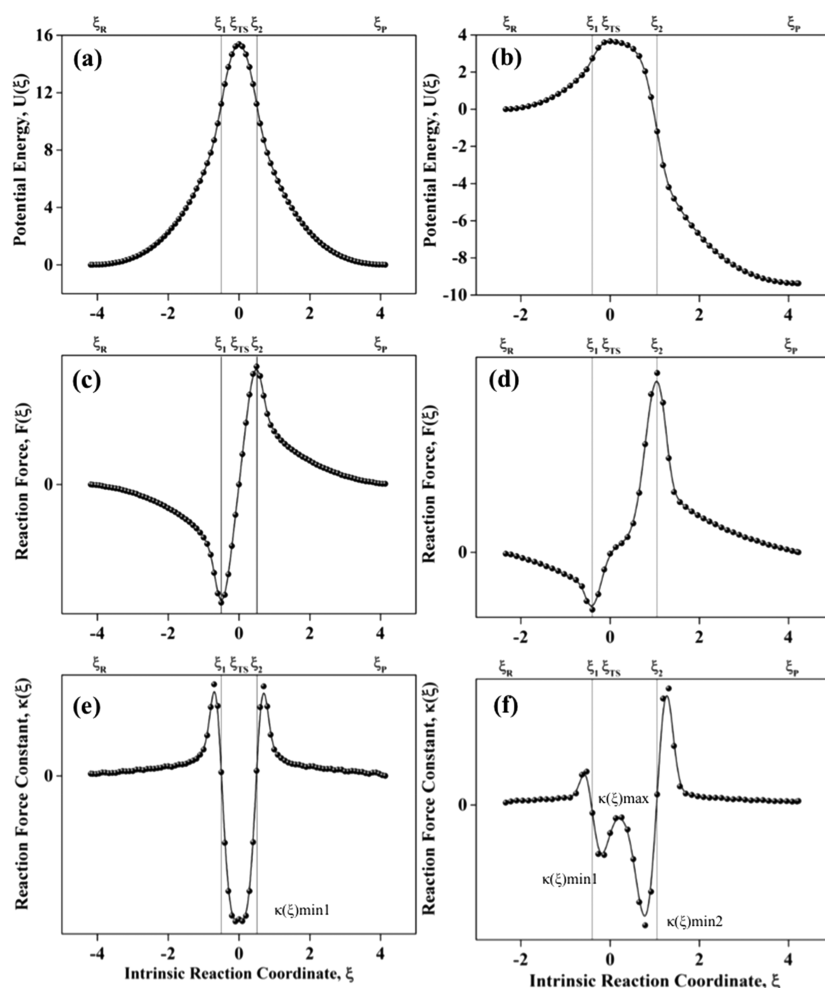 ξR ξ1 ξTS ξ2 ξP
(a)
16
12
8
4
0
Potential Energy, U(ξ)
-4 -2 0 2 4
ξR ξ1 ξTS ξ2 ξP
(b)
4
2
0
-2
-4
-6
-8
-10
Potential Energy, U(ξ)
-2 0 2 4
ξR ξ1 ξTS ξ2 ξP
(c)
0
Reaction Force, F(ξ)
-4 -2 0 2 4
ξR ξ1 ξTS ξ2 ξP
(d)
0
Reaction Force, F(ξ)
-2 0 2 4
ξR ξ1 ξTS ξ2 ξP
(e)
0
Reaction Force Constant, κ(ξ)
κ(ξ)min1
-4 -2 0 2 4
Intrinsic Reaction Coordinate, ξ
ξR ξ1 ξTS ξ2 ξP
(f)
0
Reaction Force Constant, κ(ξ)
κ(ξ)max
κ(ξ)min1
κ(ξ)min2
-2 0 2 4
Intrinsic Reaction Coordinate, ξ